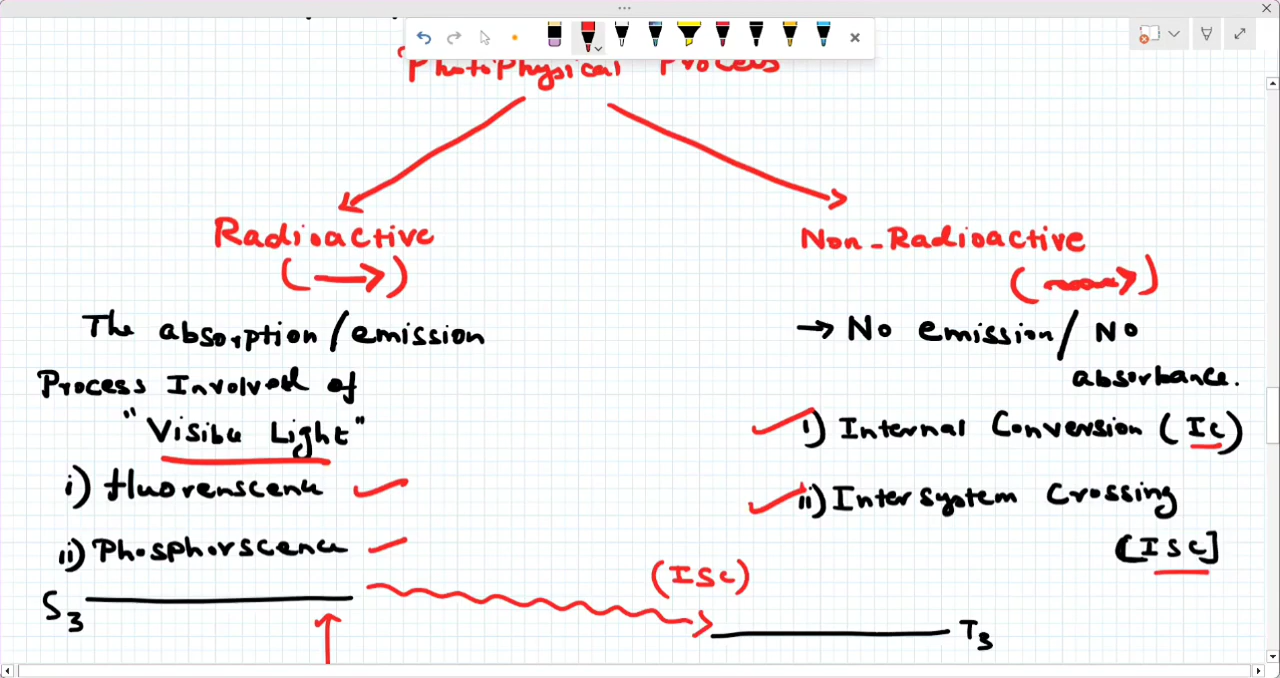 PhotoPhysical Process
Radioactive
Non-Radioactive
The absorption/emission
Process Involved of
"Visible Light"
i) fluorenscence
ii) Phosphorscence
→ No emission/No
absorbance.
i) Internal Conversion (Ic)
ii) Intersystem Crossing
[ISC]
(ISC)
S3
T3